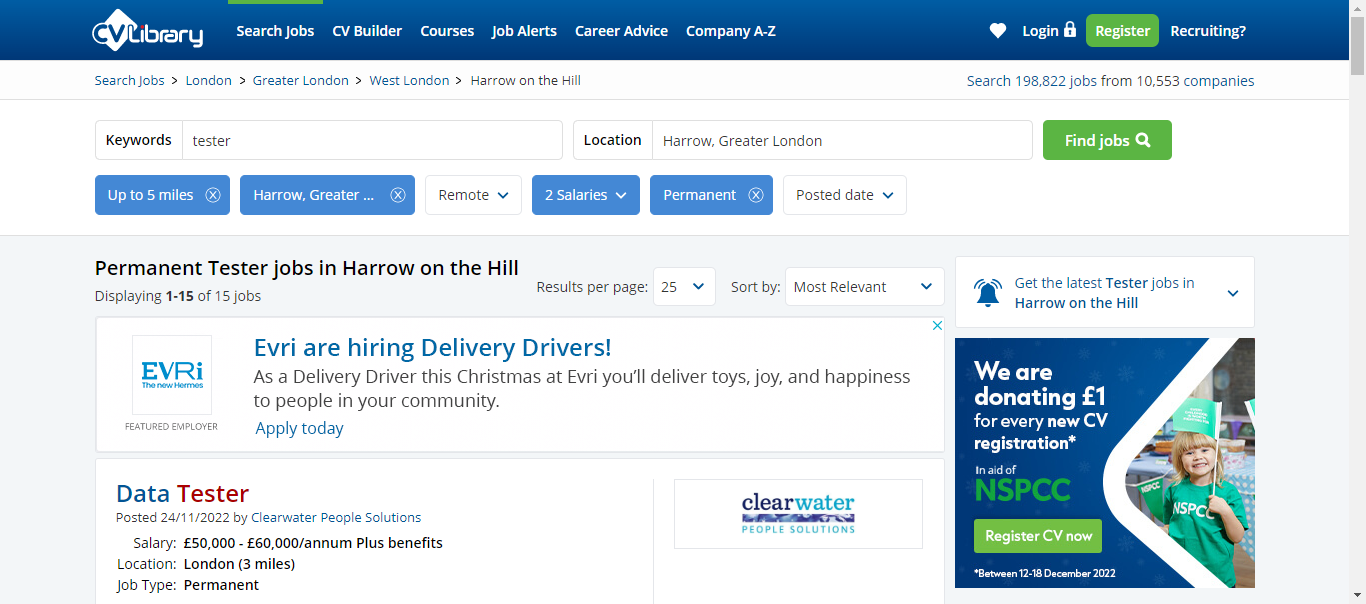 CVLibrary
Search Jobs CV Builder Courses Job Alerts Career Advice Company A-Z
Login Register Recruiting?
Search Jobs > London > Greater London > West London > Harrow on the Hill
Search 198,822 jobs from 10,553 companies
Keywords tester
Location Harrow, Greater London
Find jobs
Up to 5 miles Harrow, Greater ... Remote 2 Salaries Permanent Posted date
Permanent Tester jobs in Harrow on the Hill
Displaying 1-15 of 15 jobs
Results per page: 25 Sort by: Most Relevant
EVRi
The new Hermes
FEATURED EMPLOYER
Evri are hiring Delivery Drivers!
As a Delivery Driver this Christmas at Evri you’ll deliver toys, joy, and happiness
to people in your community.
Apply today
Data Tester
Posted 24/11/2022 by Clearwater People Solutions
Salary: £50,000 - £60,000/annum Plus benefits
Location: London (3 miles)
Job Type: Permanent
clearwater
PEOPLE SOLUTIONS
Get the latest Tester jobs in
Harrow on the Hill
We are
donating £1
for every new CV
registration*
In aid of
NSPCC
Register CV now
*Between 12-18 December 2022
NSPCC
NSPCC